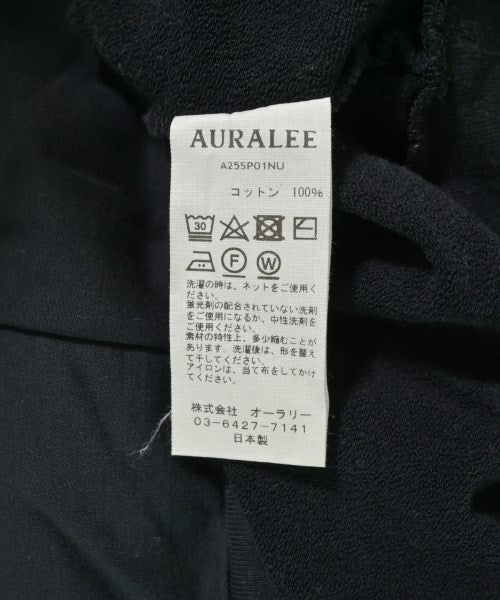 AURALEE
A25SP01NU
コットン 100%
30
F W
洗濯の時は、ネットをご使用く
ださい。
蛍光剤の配合されていない洗剤
をご使用になるか、中性洗剤を
ご使用ください。
素材の特性上、多少縮むことが
あります。洗濯後は、形を整え
て干してください。
アイロンは、当て布をしてかけ
てください。
株式会社 オーラリー
03-6427-7141
日本製